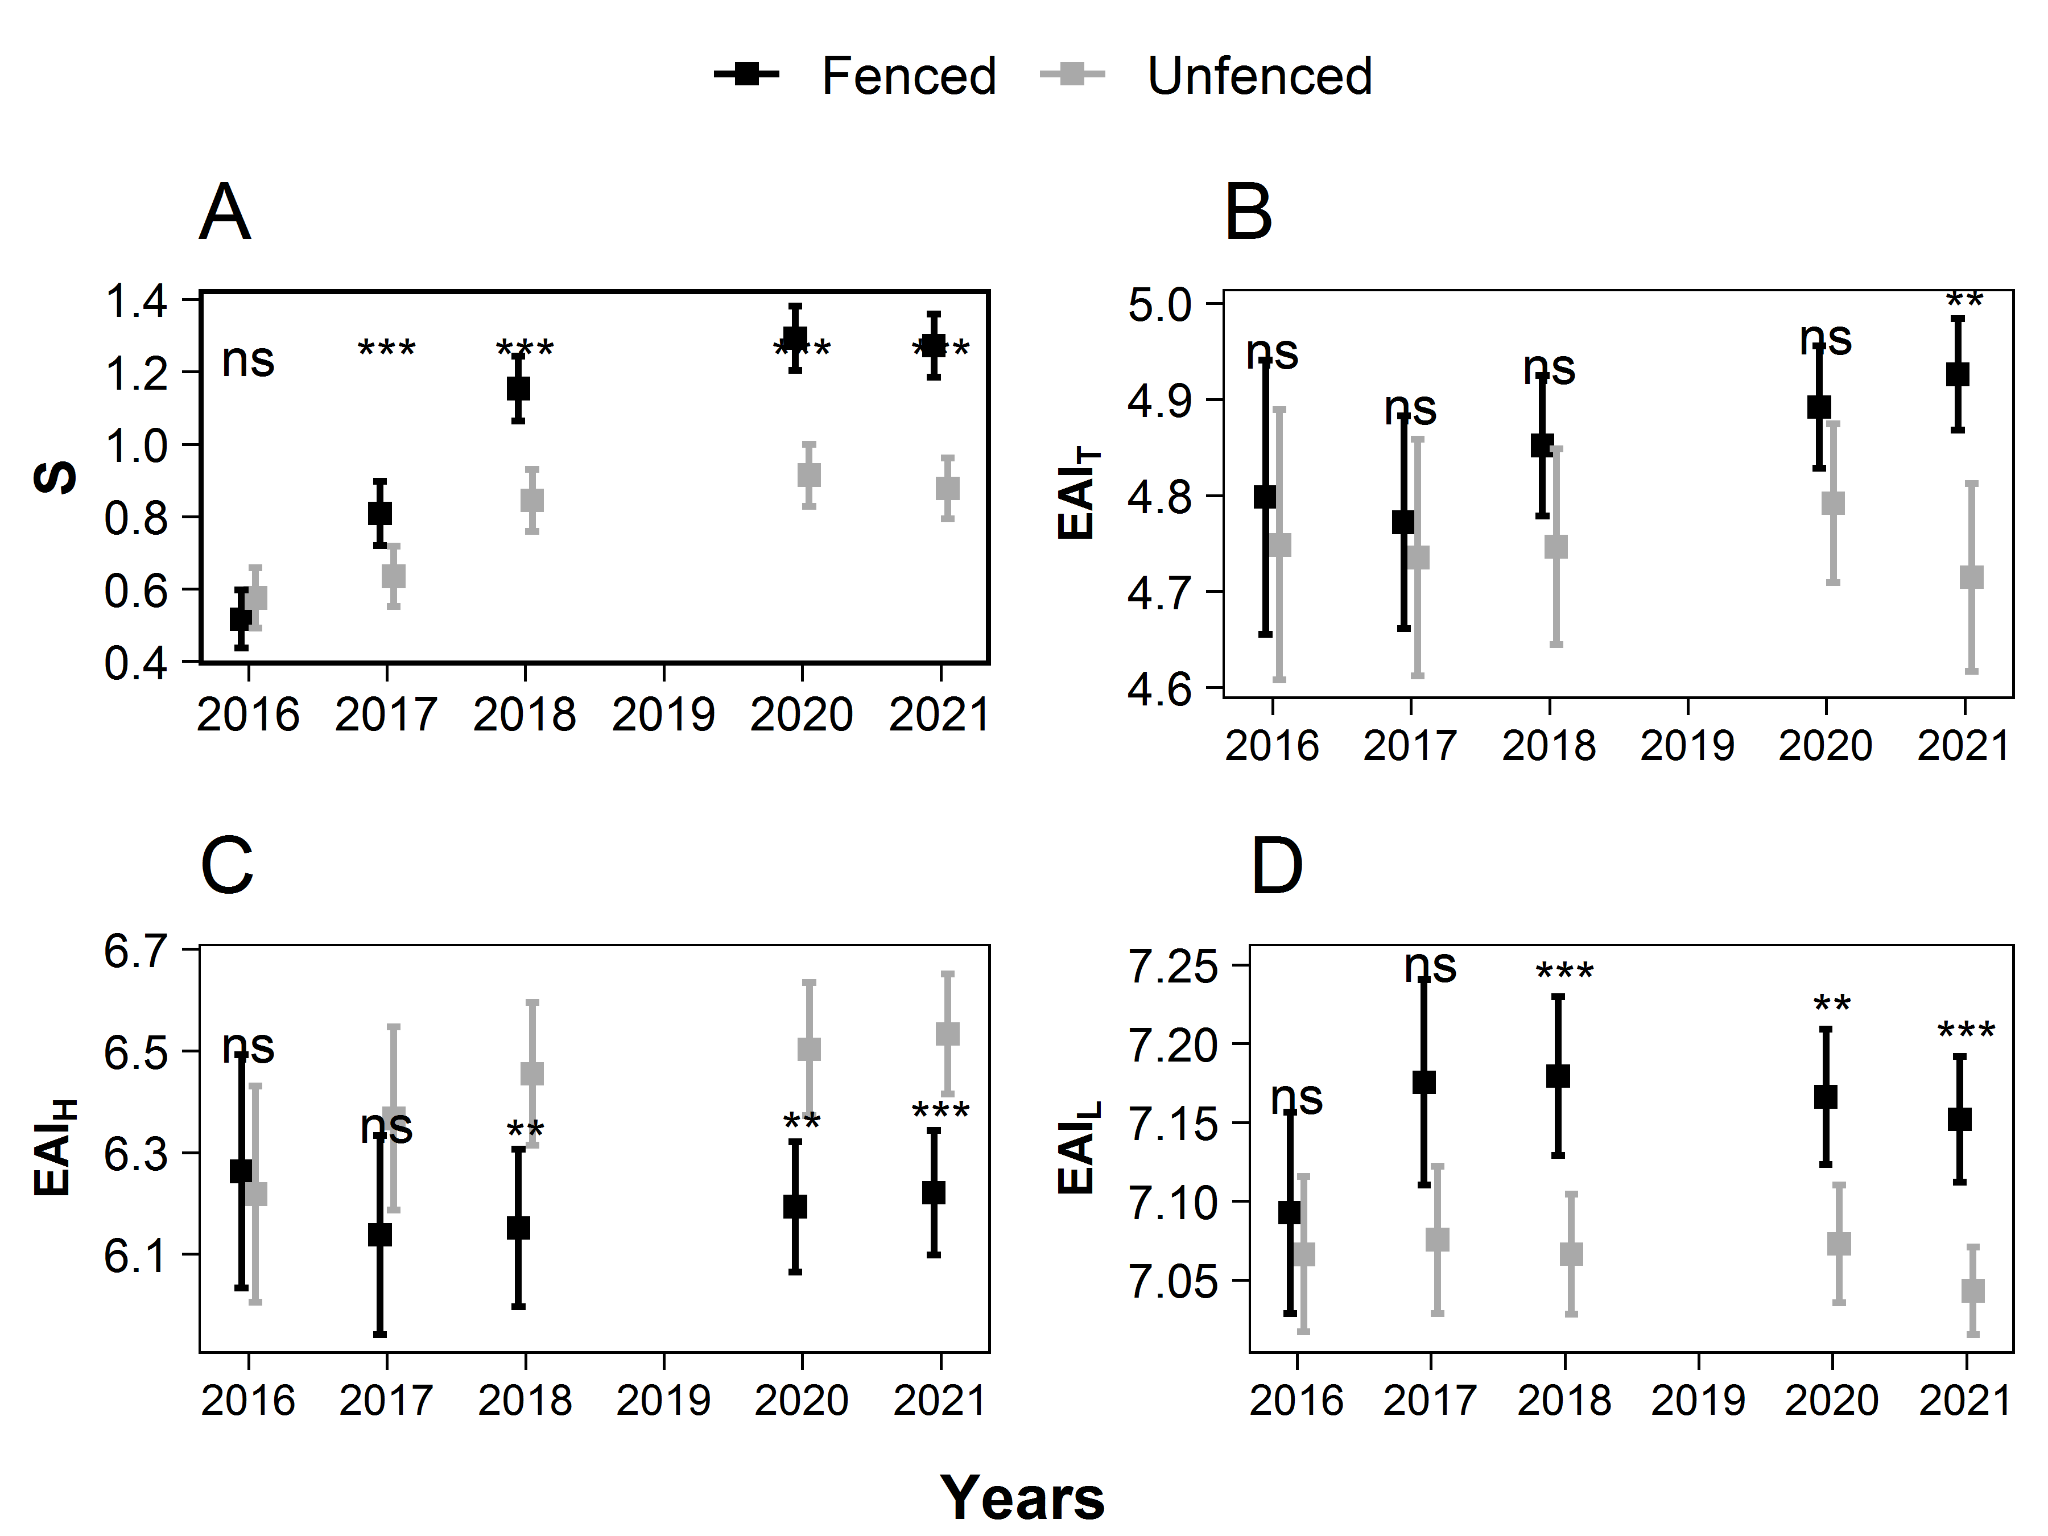 Fenced Unfenced
A
S
1.4
1.2
1.0
0.8
0.6
0.4
ns *** *** *** ***
2016 2017 2018 2019 2020 2021
B
EAIT
5.0
4.9
4.8
4.7
4.6
ns ns ns ns **
2016 2017 2018 2019 2020 2021
C
EAIH
6.7
6.5
6.3
6.1
ns ns ** ** ***
2016 2017 2018 2019 2020 2021
D
EAIL
7.25
7.20
7.15
7.10
7.05
ns ns *** ** ***
2016 2017 2018 2019 2020 2021
Years